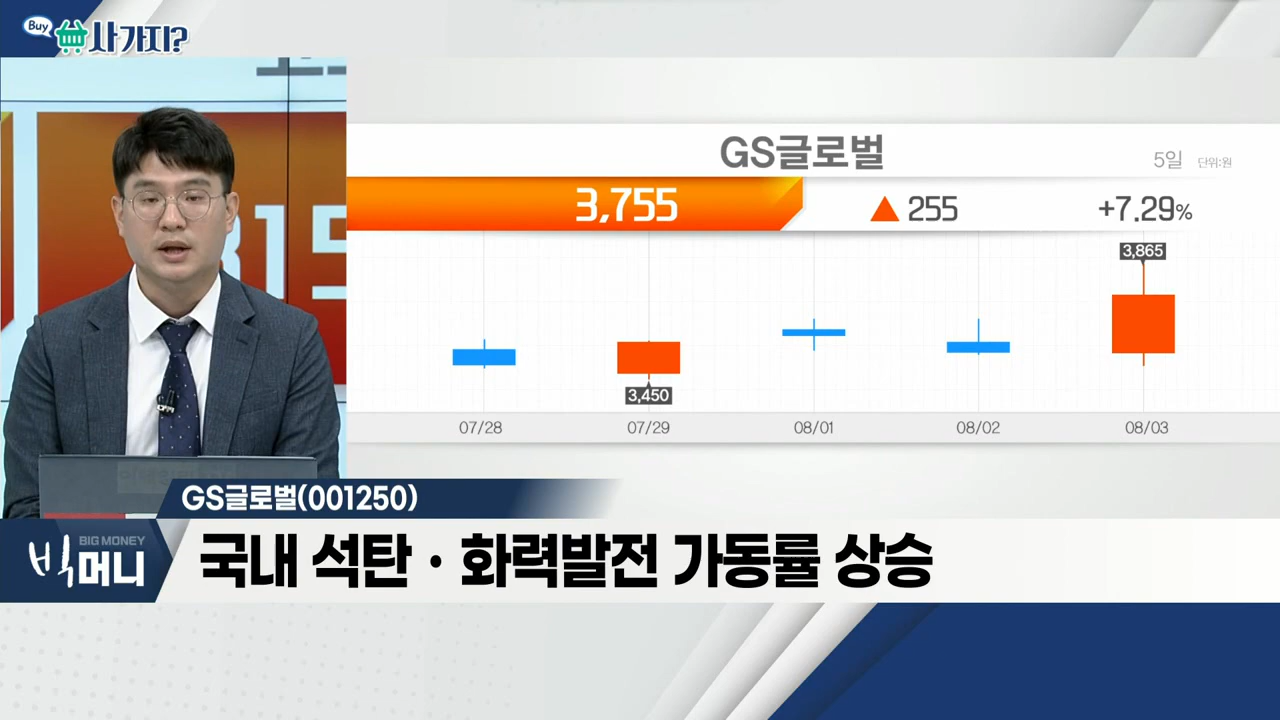 Buy
사가지?
GS글로벌
5일 단위:원
3,755 ▲ 255 +7.29%
3,865
3,450
07/28 07/29 08/01 08/02 08/03
315
GS글로벌(001250)
BIG MONEY
빅머니
국내 석탄 · 화력발전 가동률 상승